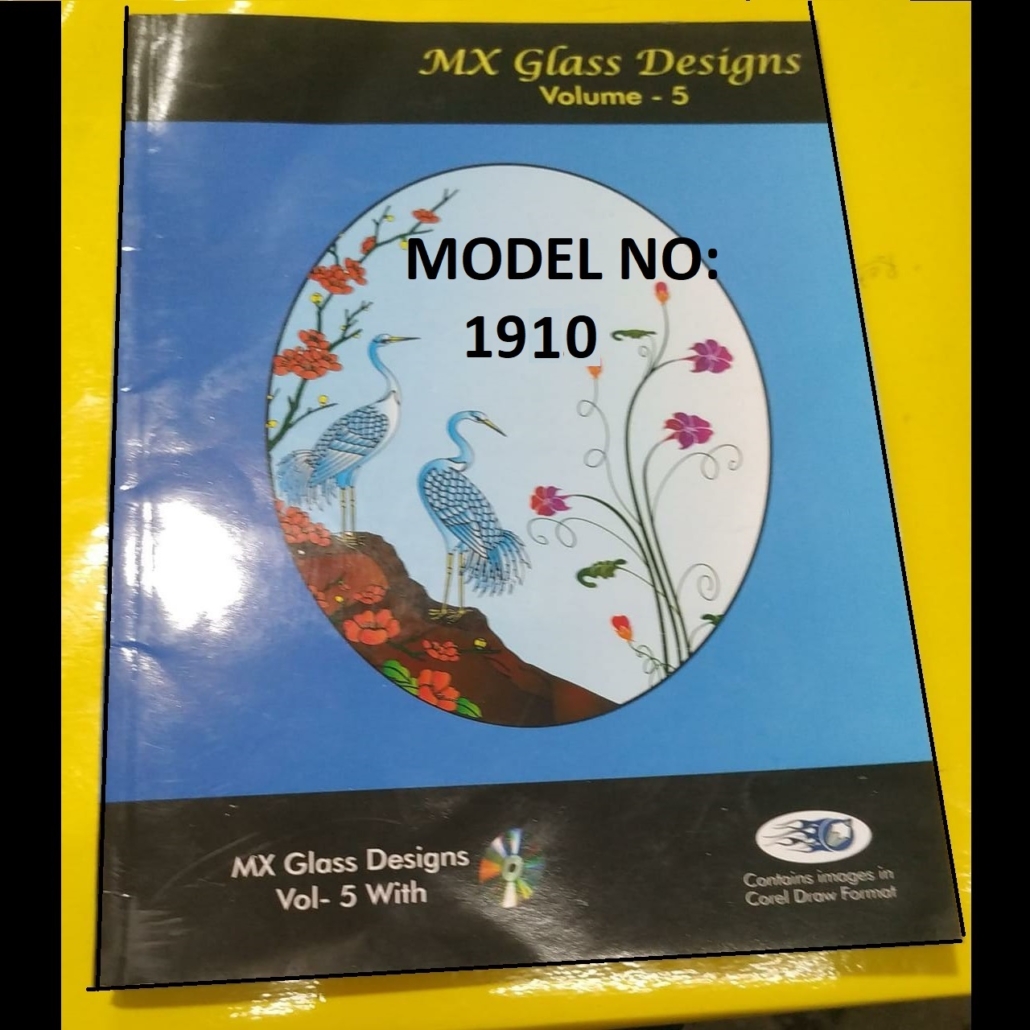 MX Glass Designs
Volume - 5
MODEL NO:
1910
MX Glass Designs
Vol- 5 With
Contains images in
Corel Draw Format